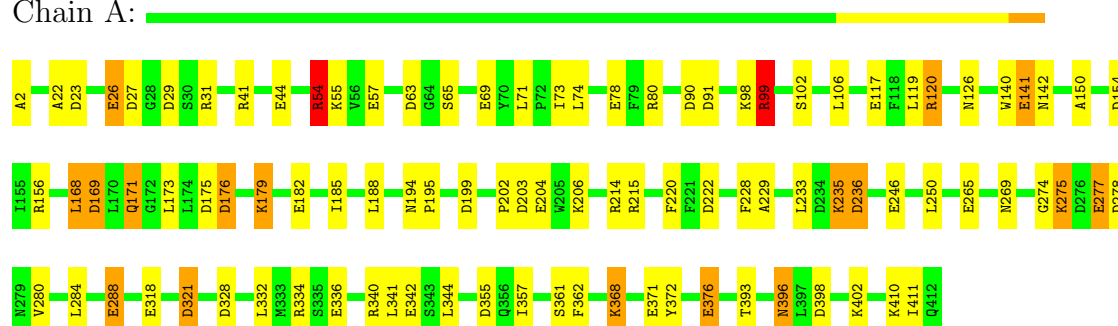 Chain A:
A2 A22 D23 E26 D27 G28 D29 S30 R31 R41 E44 R54 K55 V56 E57 D63 G64 S65 E69 Y70 L71 P72 I73 L74 E78 F79 R80 D90 D91 K98 R99 S102 L106 E117 F118 L119 R120 N126 W140 E141 N142 A150
I155 R156 L168 D169 L170 Q171 G172 L173 L174 D175 D176 K179 E182 I185 L188 N194 P195 D199 P202 D203 E204 W205 K206 R214 R215 F220 F221 D222 F228 A229 L233 D234 K235 D236 E246 L250 E265 N269 G274 K275 D276 E277
N279 V280 L284 E288 E318 D321 D328 L332 M333 R334 S335 E336 R340 L341 E342 S343 L344 D355 Q356 I357 S361 F362 K368 E371 Y372 E376 T393 N396 L397 D398 K402 K410 I411 Q412